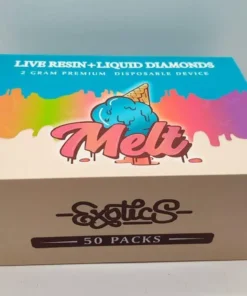 LIVE RESIN+LIQUID DIAMONDS
2 GRAM PREMIUM DISPOSABLE DEVICE
Melt
EXOTICS
50 PACKS